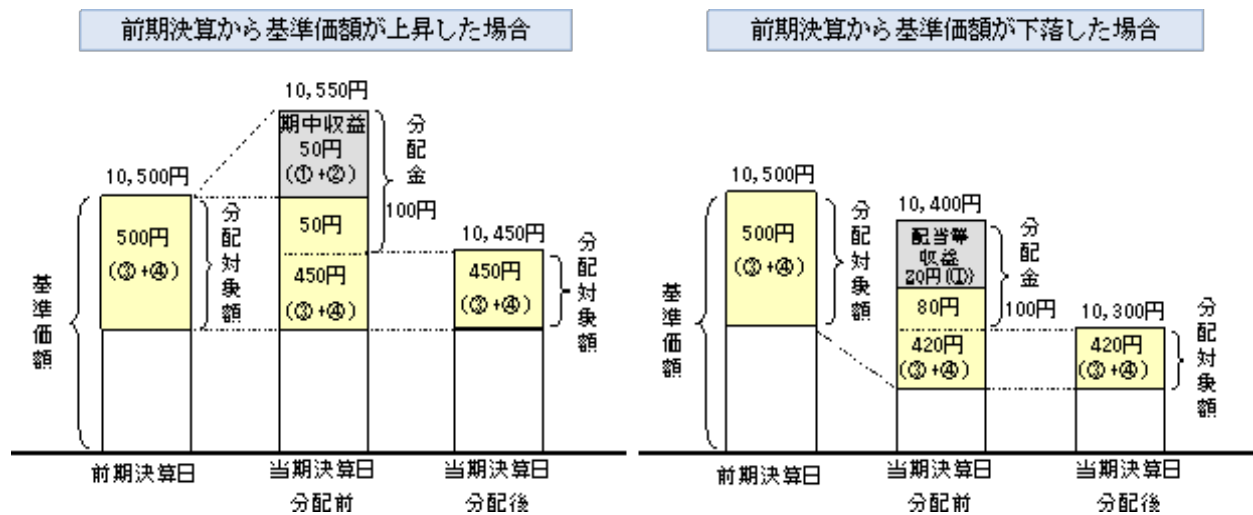 前期決算から基準価額が上昇した場合
10,550円
期中収益
50円
(①+②)
分配金
100円
10,500円
500円
(③+④)
分配対象額
50円
450円
(③+④)
10,450円
450円
(③+④)
分配対象額
基準価額
前期決算日
当期決算日
分配前
当期決算日
分配後
前期決算から基準価額が下落した場合
10,500円
500円
(③+④)
分配対象額
10,400円
配当等
収益
20円(①)
分配金
100円
80円
420円
(③+④)
10,300円
420円
(③+④)
分配対象額
基準価額
前期決算日
当期決算日
分配前
当期決算日
分配後